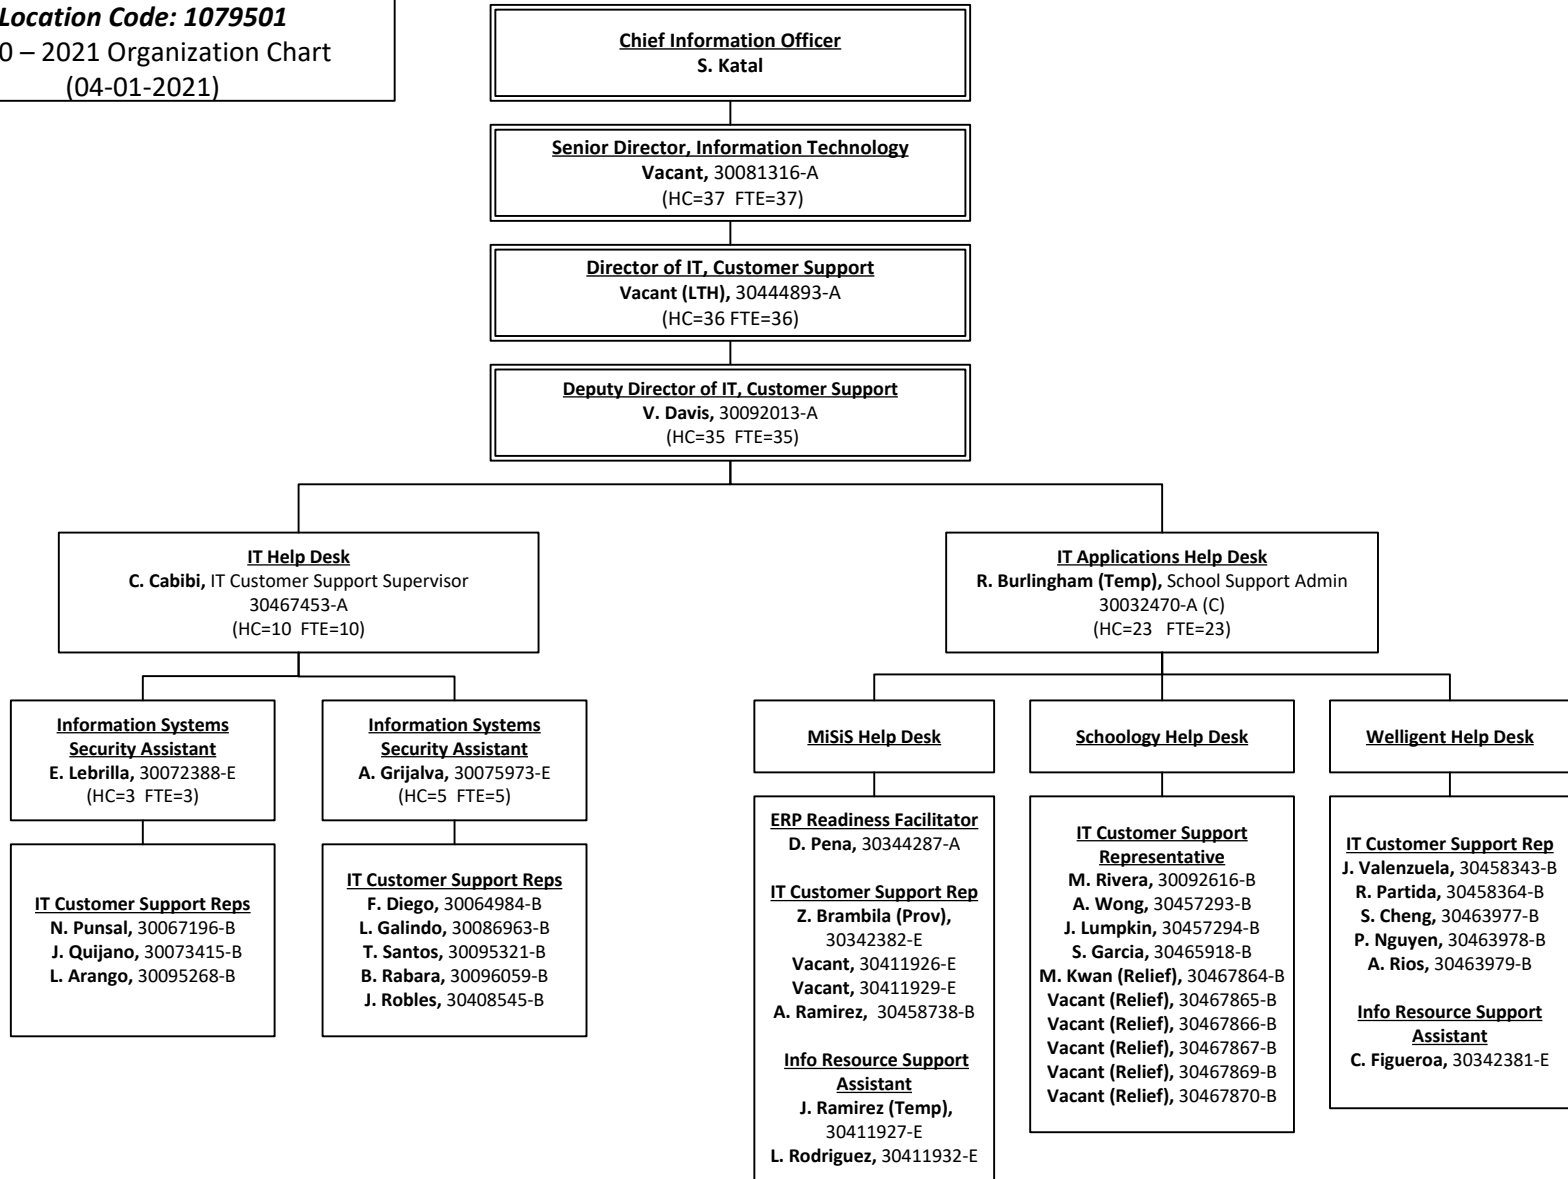 Location Code: 1079501
0 – 2021 Organization Chart
(04-01-2021)
Chief Information Officer
S. Katal
Senior Director, Information Technology
Vacant, 30081316-A
(HC=37 FTE=37)
Director of IT, Customer Support
Vacant (LTH), 30444893-A
(HC=36 FTE=36)
Deputy Director of IT, Customer Support
V. Davis, 30092013-A
(HC=35 FTE=35)
IT Help Desk
C. Cabibi, IT Customer Support Supervisor
30467453-A
(HC=10 FTE=10)
IT Applications Help Desk
R. Burlingham (Temp), School Support Admin
30032470-A (C)
(HC=23 FTE=23)
Information Systems
Security Assistant
E. Lebrilla, 30072388-E
(HC=3 FTE=3)
Information Systems
Security Assistant
A. Grijalva, 30075973-E
(HC=5 FTE=5)
IT Customer Support Reps
N. Punsal, 30067196-B
J. Quijano, 30073415-B
L. Arango, 30095268-B
IT Customer Support Reps
F. Diego, 30064984-B
L. Galindo, 30086963-B
T. Santos, 30095321-B
B. Rabara, 30096059-B
J. Robles, 30408545-B
MiSiS Help Desk
ERP Readiness Facilitator
D. Pena, 30344287-A
IT Customer Support Rep
Z. Brambila (Prov),
30342382-E
Vacant, 30411926-E
Vacant, 30411929-E
A. Ramirez, 30458738-B
Info Resource Support
Assistant
J. Ramirez (Temp),
30411927-E
L. Rodriguez, 30411932-E
Schoology Help Desk
IT Customer Support
Representative
M. Rivera, 30092616-B
A. Wong, 30457293-B
J. Lumpkin, 30457294-B
S. Garcia, 30465918-B
M. Kwan (Relief), 30467864-B
Vacant (Relief), 30467865-B
Vacant (Relief), 30467866-B
Vacant (Relief), 30467867-B
Vacant (Relief), 30467869-B
Vacant (Relief), 30467870-B
Welligent Help Desk
IT Customer Support Rep
J. Valenzuela, 30458343-B
R. Partida, 30458364-B
S. Cheng, 30463977-B
P. Nguyen, 30463978-B
A. Rios, 30463979-B
Info Resource Support
Assistant
C. Figueroa, 30342381-E